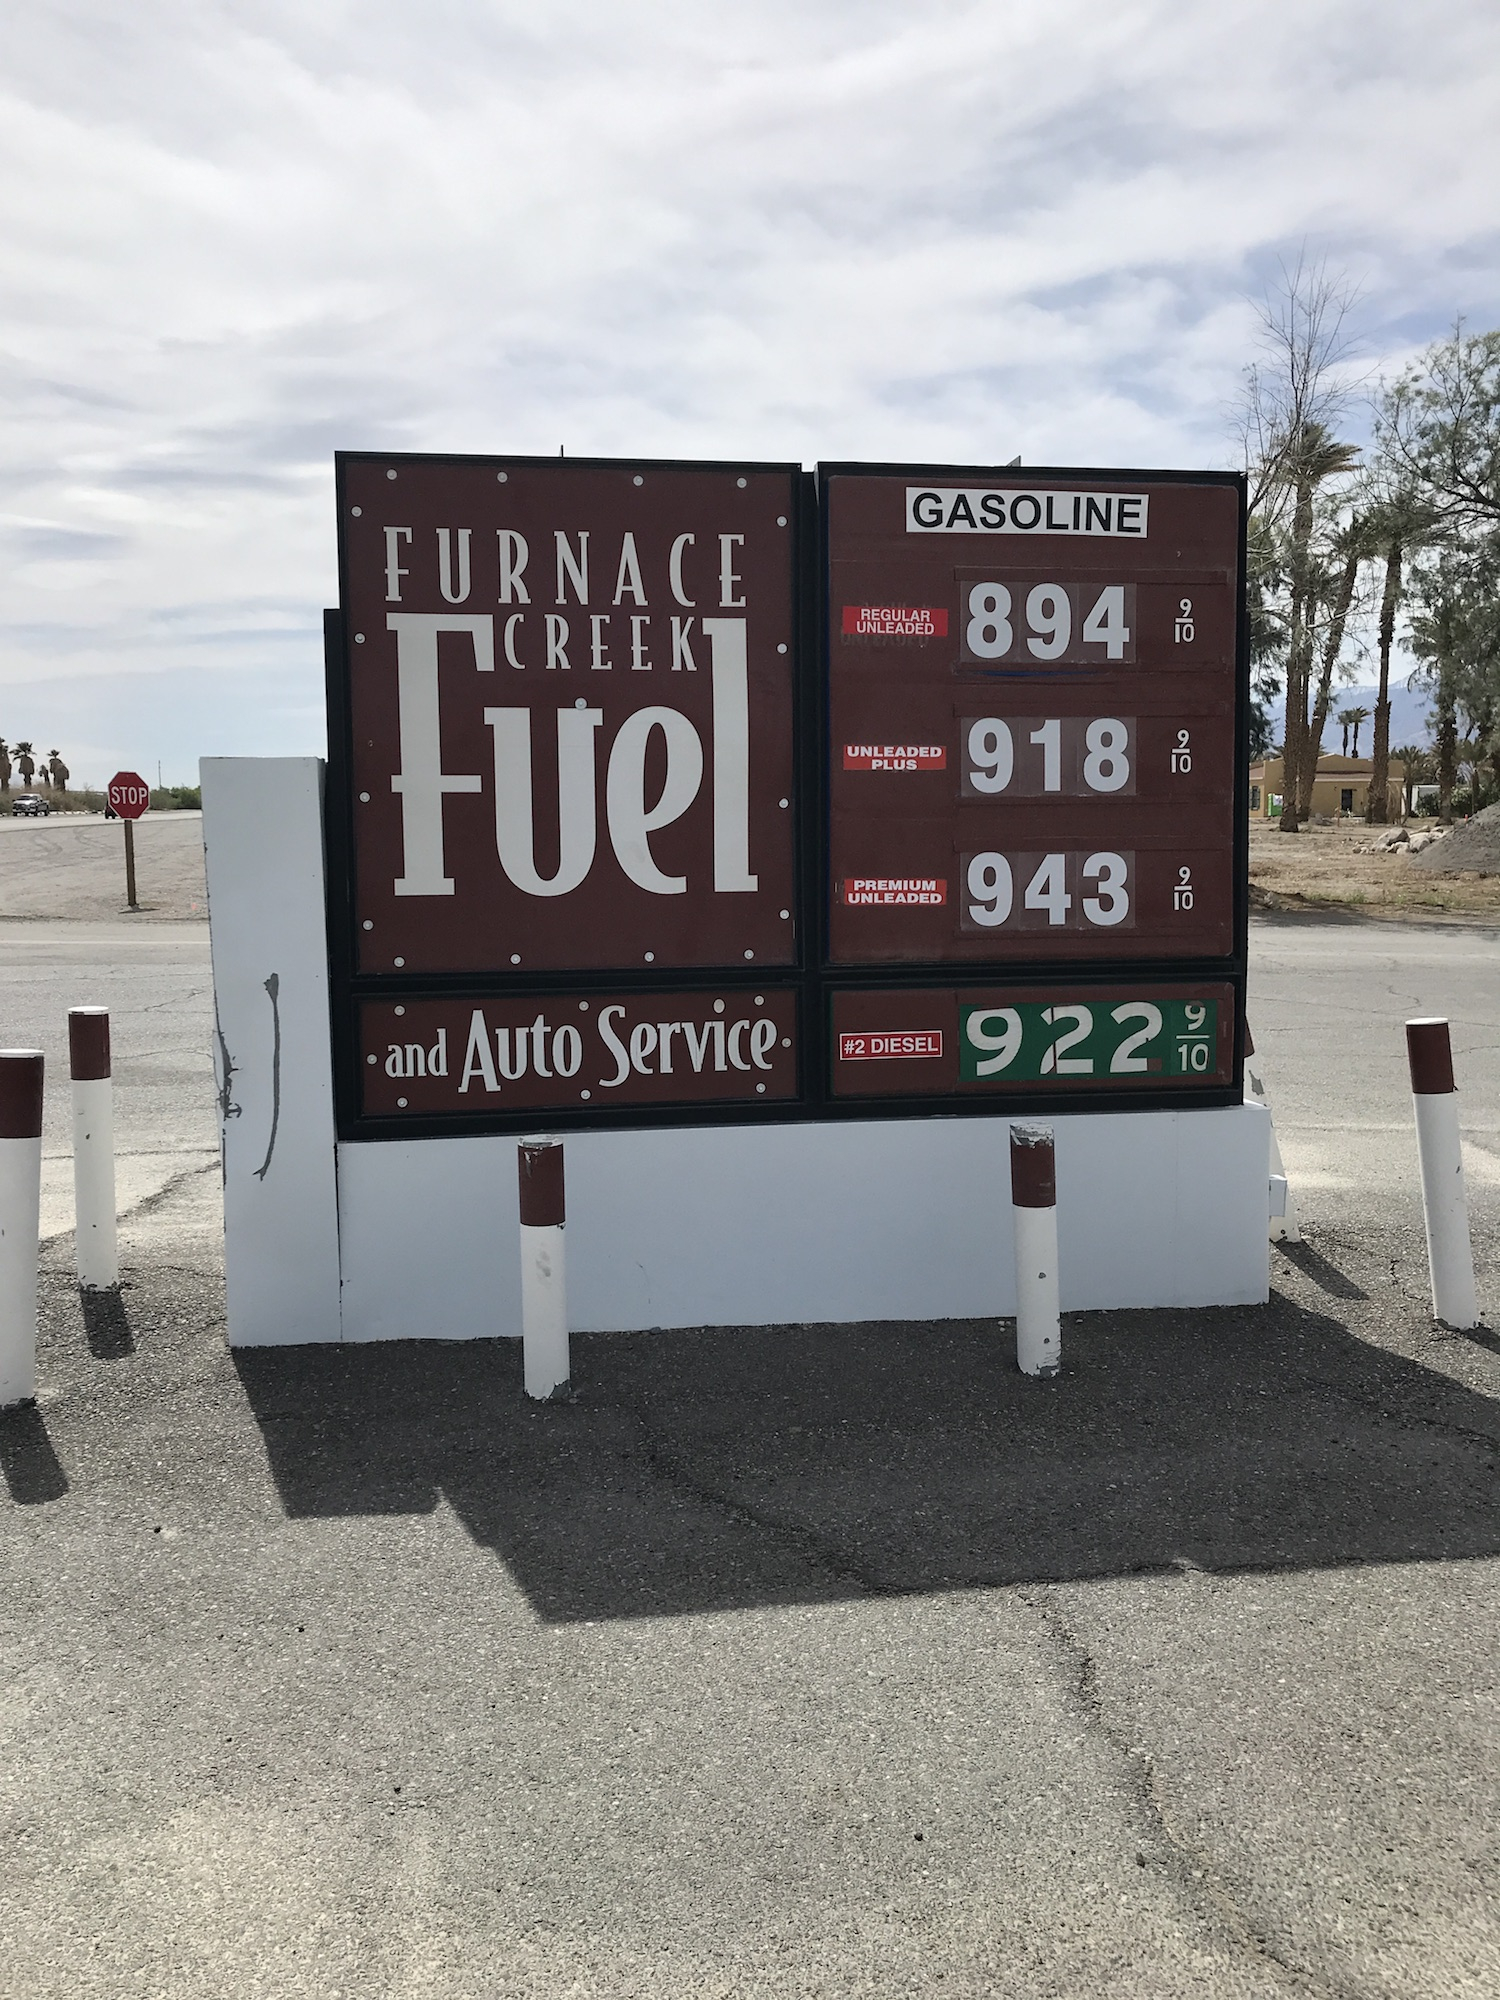 FURNACE
CREEK
Fuel
and Auto Service
GASOLINE
REGULAR
UNLEADED
894 9/10
UNLEADED
PLUS
918 9/10
PREMIUM
UNLEADED
943 9/10
#2 DIESEL
922 9/10
STOP